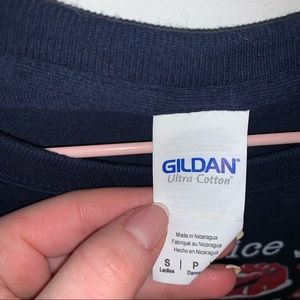 GILDAN®
Ultra Cotton®
Made in Nicaragua
Fabriqué au Nicaragua
Hecho en Nicaragua
S | P
Ladies